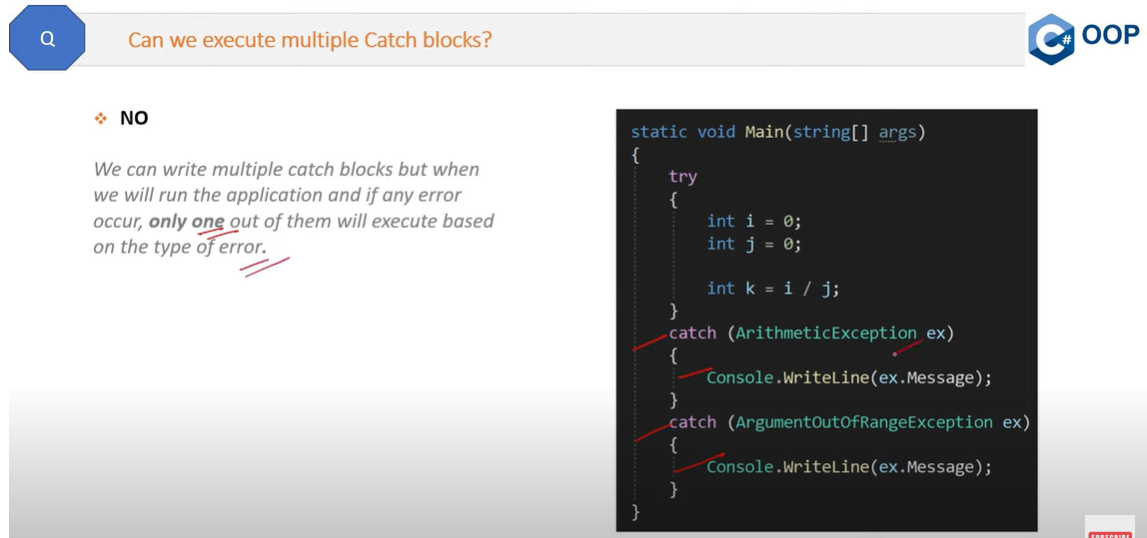 Q
Can we execute multiple Catch blocks?
C# OOP
NO
We can write multiple catch blocks but when
we will run the application and if any error
occur, only one out of them will execute based
on the type of error.
static void Main(string[] args)
{
try
{
int i = 0;
int j = 0;
int k = i / j;
}
catch (ArithmeticException ex)
{
Console.WriteLine(ex.Message);
}
catch (ArgumentOutOfRangeException ex)
{
Console.WriteLine(ex.Message);
}
}
SUBSCRIBE